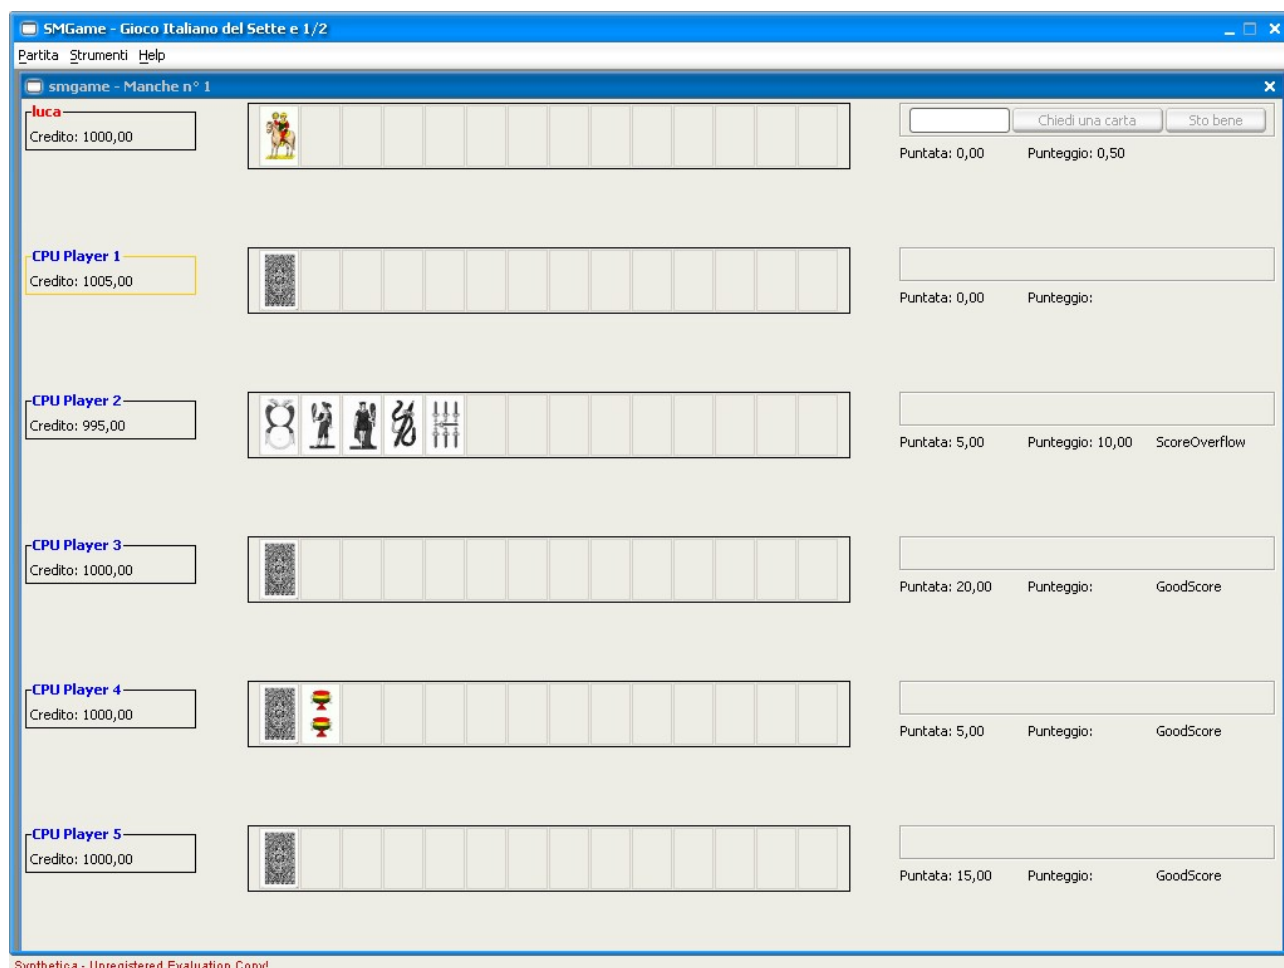 SMGame - Gioco Italiano del Sette e 1/2
Partita Strumenti Help
smgame - Manche n° 1
luca
Credito: 1000,00
Chiedi una carta Sto bene
Puntata: 0,00 Punteggio: 0,50
CPU Player 1
Credito: 1005,00
Puntata: 0,00 Punteggio:
CPU Player 2
Credito: 995,00
Puntata: 5,00 Punteggio: 10,00 ScoreOverflow
CPU Player 3
Credito: 1000,00
Puntata: 20,00 Punteggio: GoodScore
CPU Player 4
Credito: 1000,00
Puntata: 5,00 Punteggio: GoodScore
CPU Player 5
Credito: 1000,00
Puntata: 15,00 Punteggio: GoodScore
Synthetica - Unregistered Evaluation Copy!